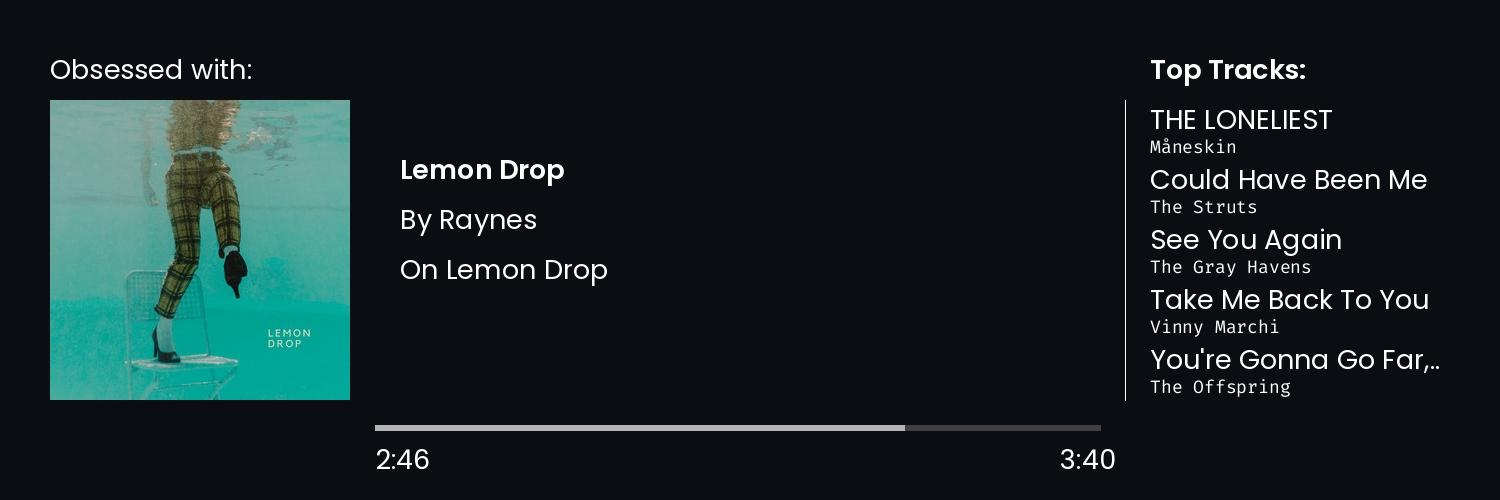 Obsessed with:
LEMON
DROP
Lemon Drop
By Raynes
On Lemon Drop
2:46
3:40
Top Tracks:
THE LONELIEST
Måneskin
Could Have Been Me
The Struts
See You Again
The Gray Havens
Take Me Back To You
Vinny Marchi
You're Gonna Go Far,..
The Offspring